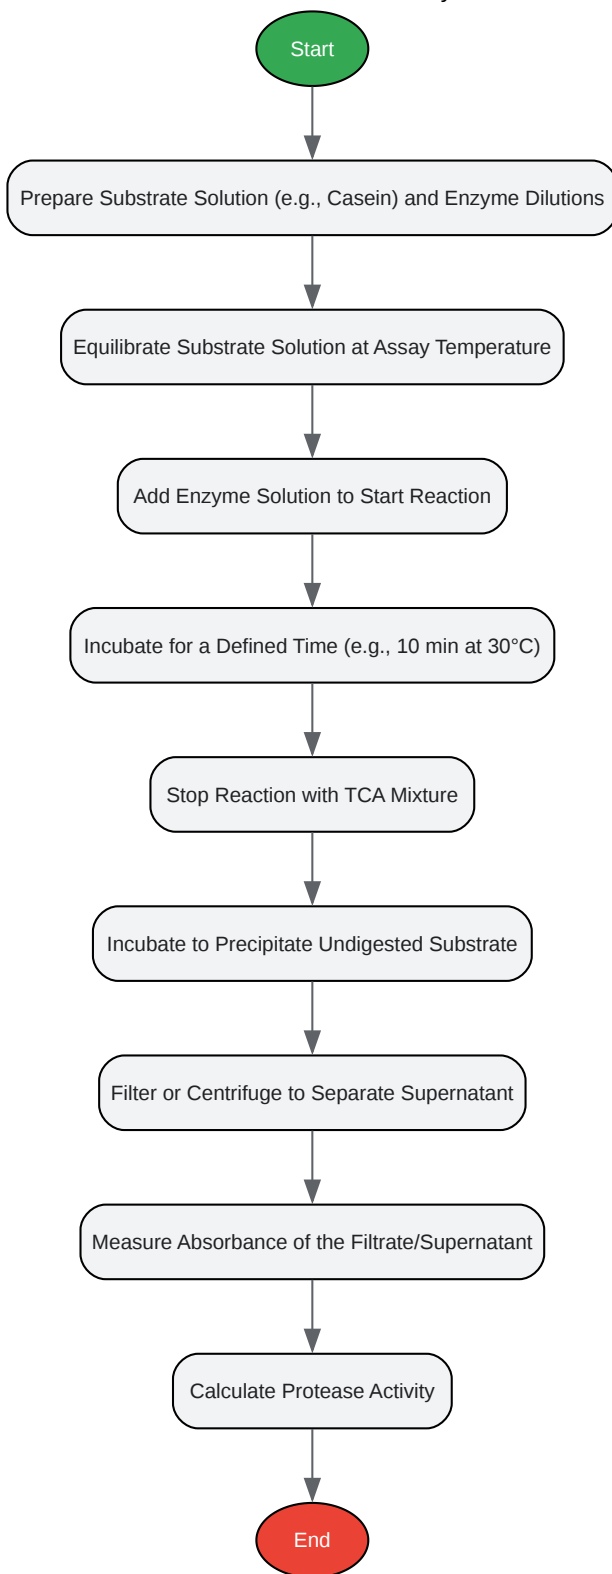 Start
Prepare Substrate Solution (e.g., Casein) and Enzyme Dilutions
Equilibrate Substrate Solution at Assay Temperature
Add Enzyme Solution to Start Reaction
Incubate for a Defined Time (e.g., 10 min at 30°C)
Stop Reaction with TCA Mixture
Incubate to Precipitate Undigested Substrate
Filter or Centrifuge to Separate Supernatant
Measure Absorbance of the Filtrate/Supernatant
Calculate Protease Activity
End